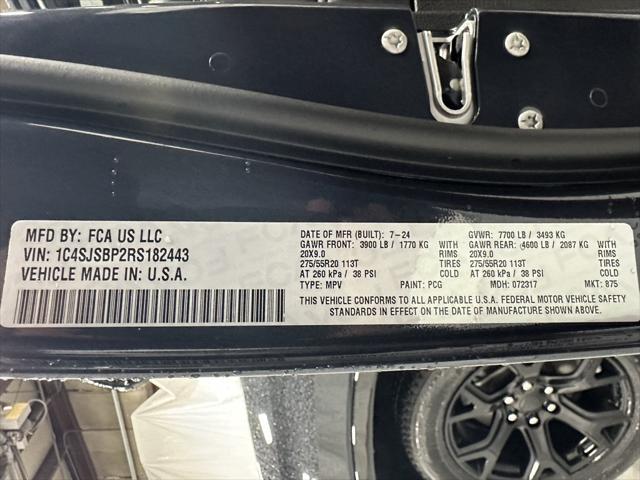 MFD BY: FCA US LLC
VIN: 1C4SJSBP2RS182443
VEHICLE MADE IN: U.S.A.
DATE OF MFR (BUILT): 7-24 GVWR: 7700 LB / 3493 KG
GAWR FRONT: 3900 LB / 1770 KG GAWR REAR: 4600 LB / 2087 KG
20X9.0 RIMS 20X9.0 RIMS
275/55R20 113T TIRES 275/55R20 113T TIRES
AT 260 kPa / 38 PSI COLD AT 260 kPa / 38 PSI COLD
TYPE: MPV PAINT: PCG MDH: 072317 MKT: 875
THIS VEHICLE CONFORMS TO ALL APPLICABLE U.S.A. FEDERAL MOTOR VEHICLE SAFETY
STANDARDS IN EFFECT ON THE DATE OF MANUFACTURE SHOWN ABOVE.